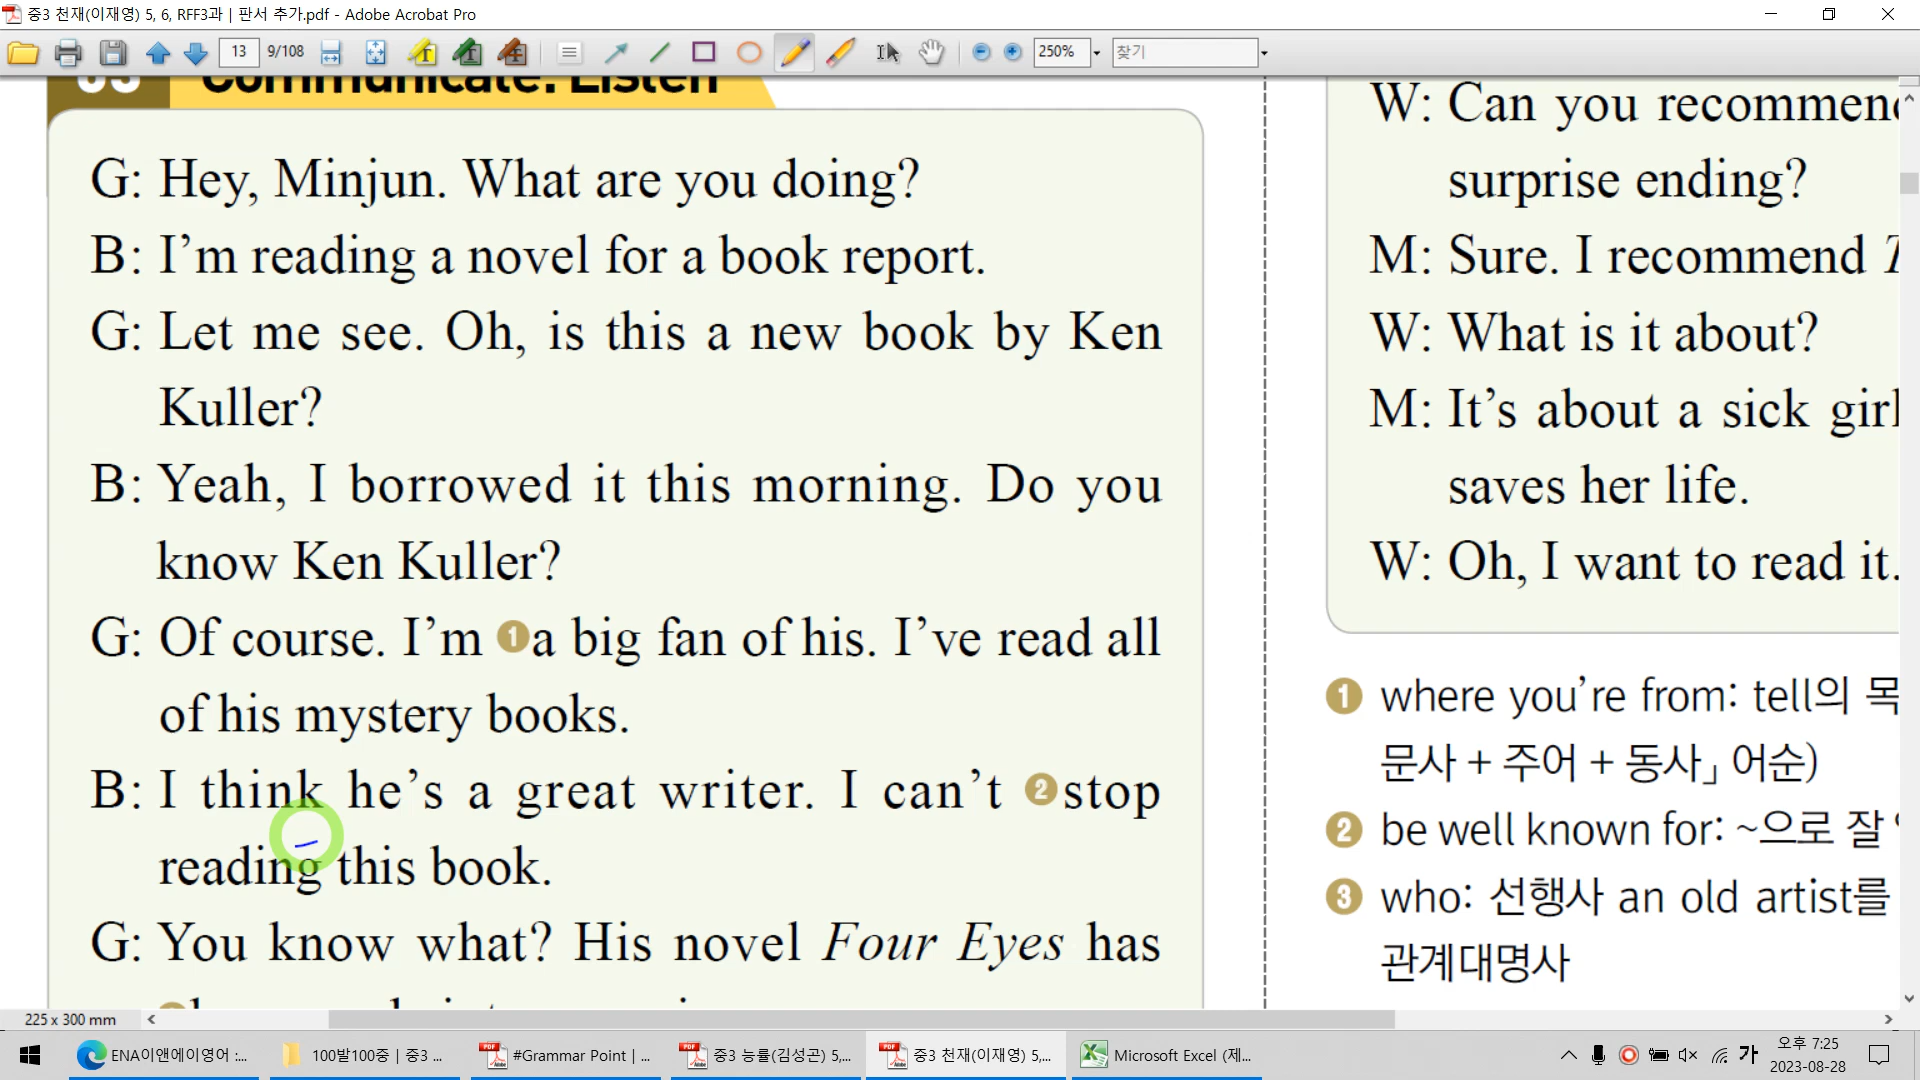 중3 천재(이재영) 5, 6, RFF3과 | 판서 추가.pdf - Adobe Acrobat Pro
13 9/108 250% 찾기
Communicate: Listen
G: Hey, Minjun. What are you doing?
B: I'm reading a novel for a book report.
G: Let me see. Oh, is this a new book by Ken
Kuller?
B: Yeah, I borrowed it this morning. Do you
know Ken Kuller?
G: Of course. I'm ❶a big fan of his. I've read all
of his mystery books.
B: I think he's a great writer. I can't ❷stop
reading this book.
G: You know what? His novel Four Eyes has
W: Can you recommend
surprise ending?
M: Sure. I recommend
W: What is it about?
M: It's about a sick girl
saves her life.
W: Oh, I want to read it.
❶ where you're from: tell의 목
문사 + 주어 + 동사」 어순)
❷ be well known for: ~으로 잘
❸ who: 선행사 an old artist를
관계대명사
225 x 300 mm
ENA이앤에이영어 :...
100발100중 | 중3 ...
#Grammar Point | ...
중3 능률(김성곤) 5,...
중3 천재(이재영) 5,...
Microsoft Excel (제...
가
오후 7:25
2023-08-28